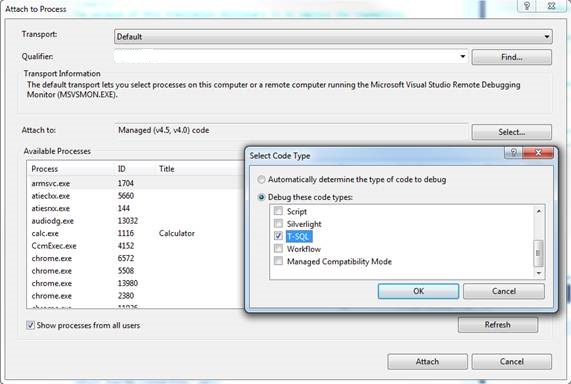 Attach to Process
Transport:
Default
Qualifier:
Find...
Transport Information
The default transport lets you select processes on this computer or a remote computer running the Microsoft Visual Studio Remote Debugging
Monitor (MSVSMON.EXE).
Attach to:
Managed (v4.5, v4.0) code
Select...
Available Processes
Process ID Title
armsvc.exe 1704
atieclxx.exe 5660
atiesrxx.exe 144
audiodg.exe 13032
calc.exe 1116 Calculator
CcmExec.exe 4152
chrome.exe 6572
chrome.exe 5508
chrome.exe 13980
chrome.exe 2380
Select Code Type
Automatically determine the type of code to debug
Debug these code types:
Script
Silverlight
T-SQL
Workflow
Managed Compatibility Mode
OK
Cancel
Show processes from all users
Refresh
Attach
Cancel